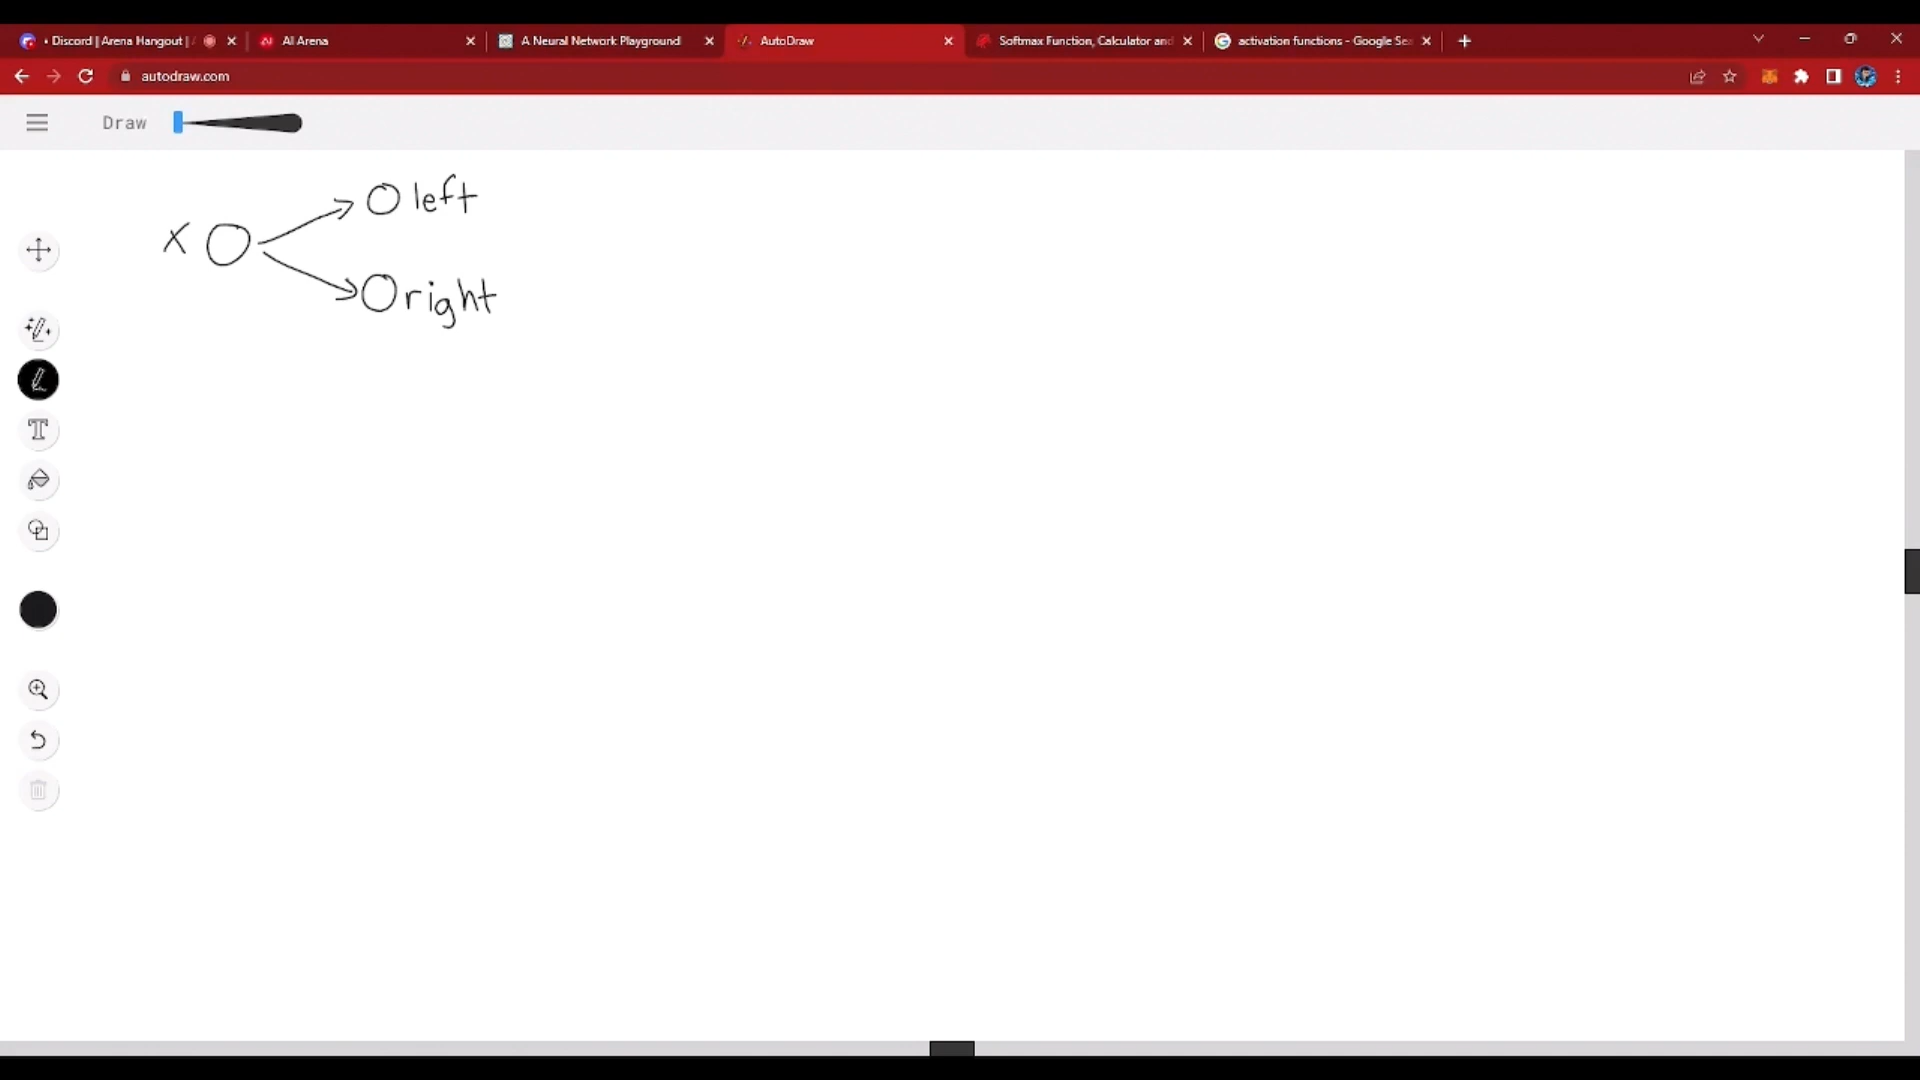 • Discord | Arena Hangout | A
AI Arena
A Neural Network Playground
AutoDraw
Softmax Function, Calculator and
activation functions - Google Sea
autodraw.com
Draw
left
X
right
T